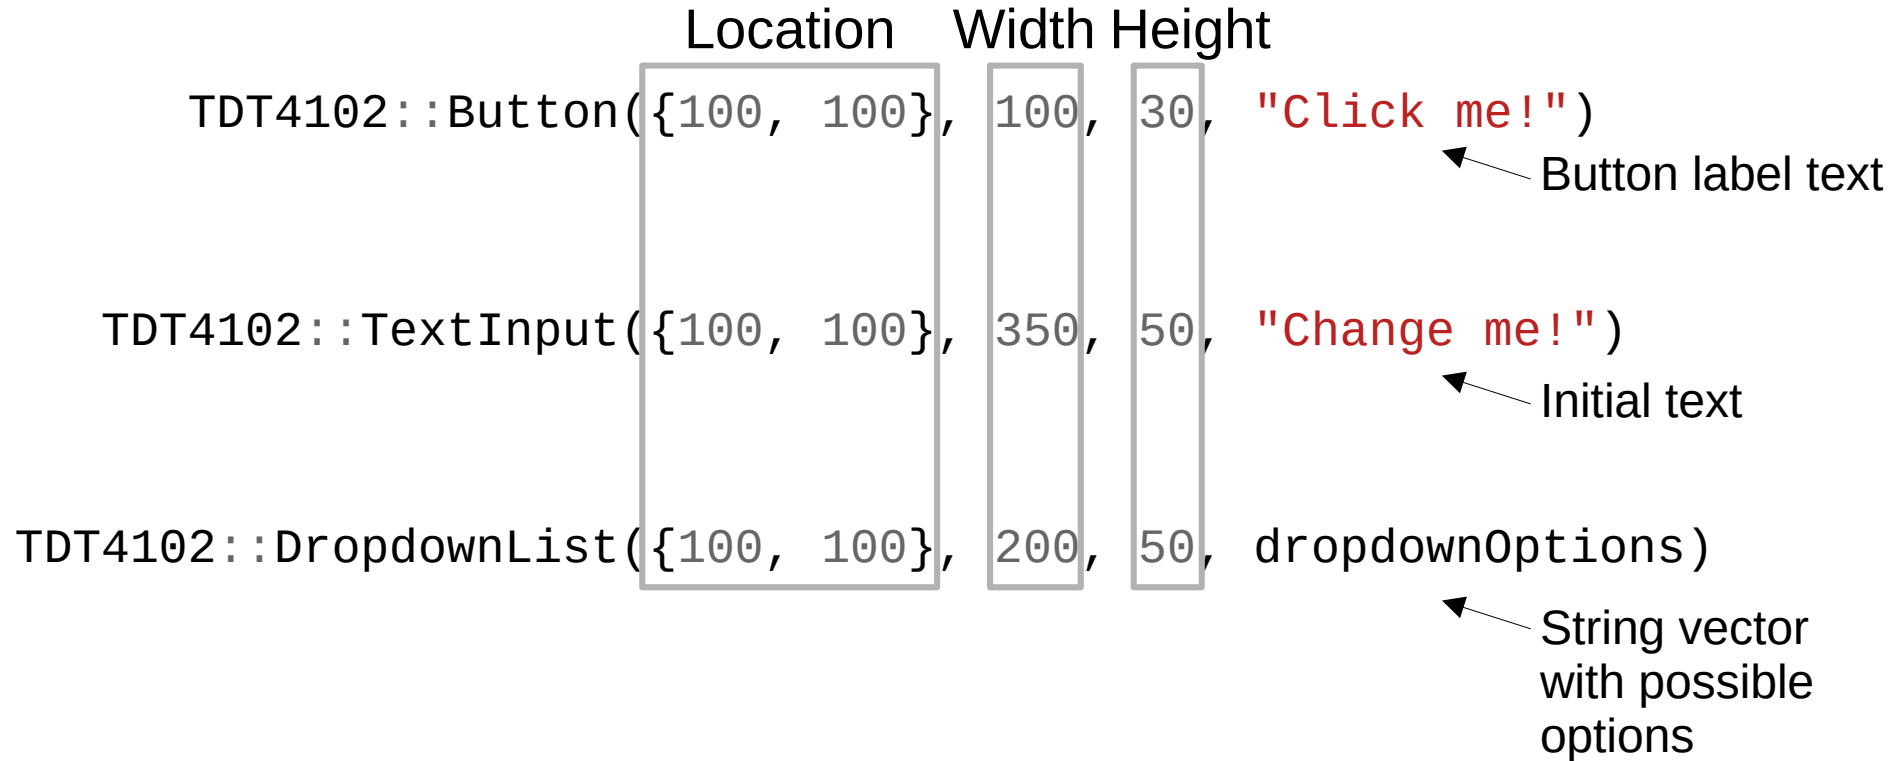 Location Width Height
TDT4102::Button({100, 100}, 100, 30, "Click me!")
Button label text
TDT4102::TextInput({100, 100}, 350, 50, "Change me!")
Initial text
TDT4102::DropdownList({100, 100}, 200, 50, dropdownOptions)
String vector
with possible
options